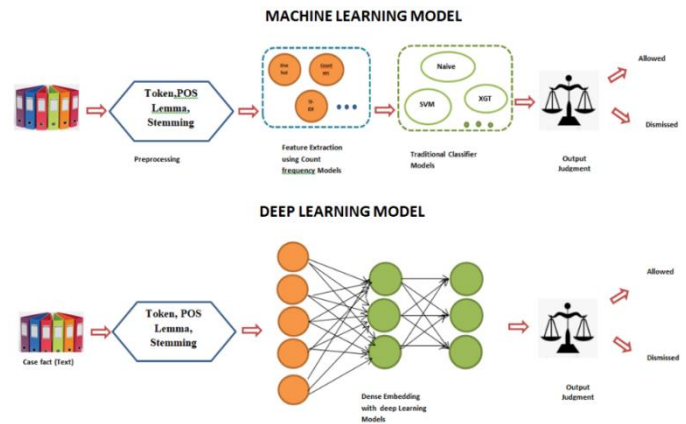 MACHINE LEARNING MODEL
Token,POS
Lemma,
Stemming
Naive
SVM
XGT
Allowed
Dismissed
Preprocessing
Feature Extraction
using Count
frequency Models
Traditional Classifier
Models
Output
Judgment
DEEP LEARNING MODEL
Token, POS
Lemma,
Stemming
Case fact (Text)
Dense Embedding
with deep Learning
Models
Output
Judgment
Allowed
Dismissed